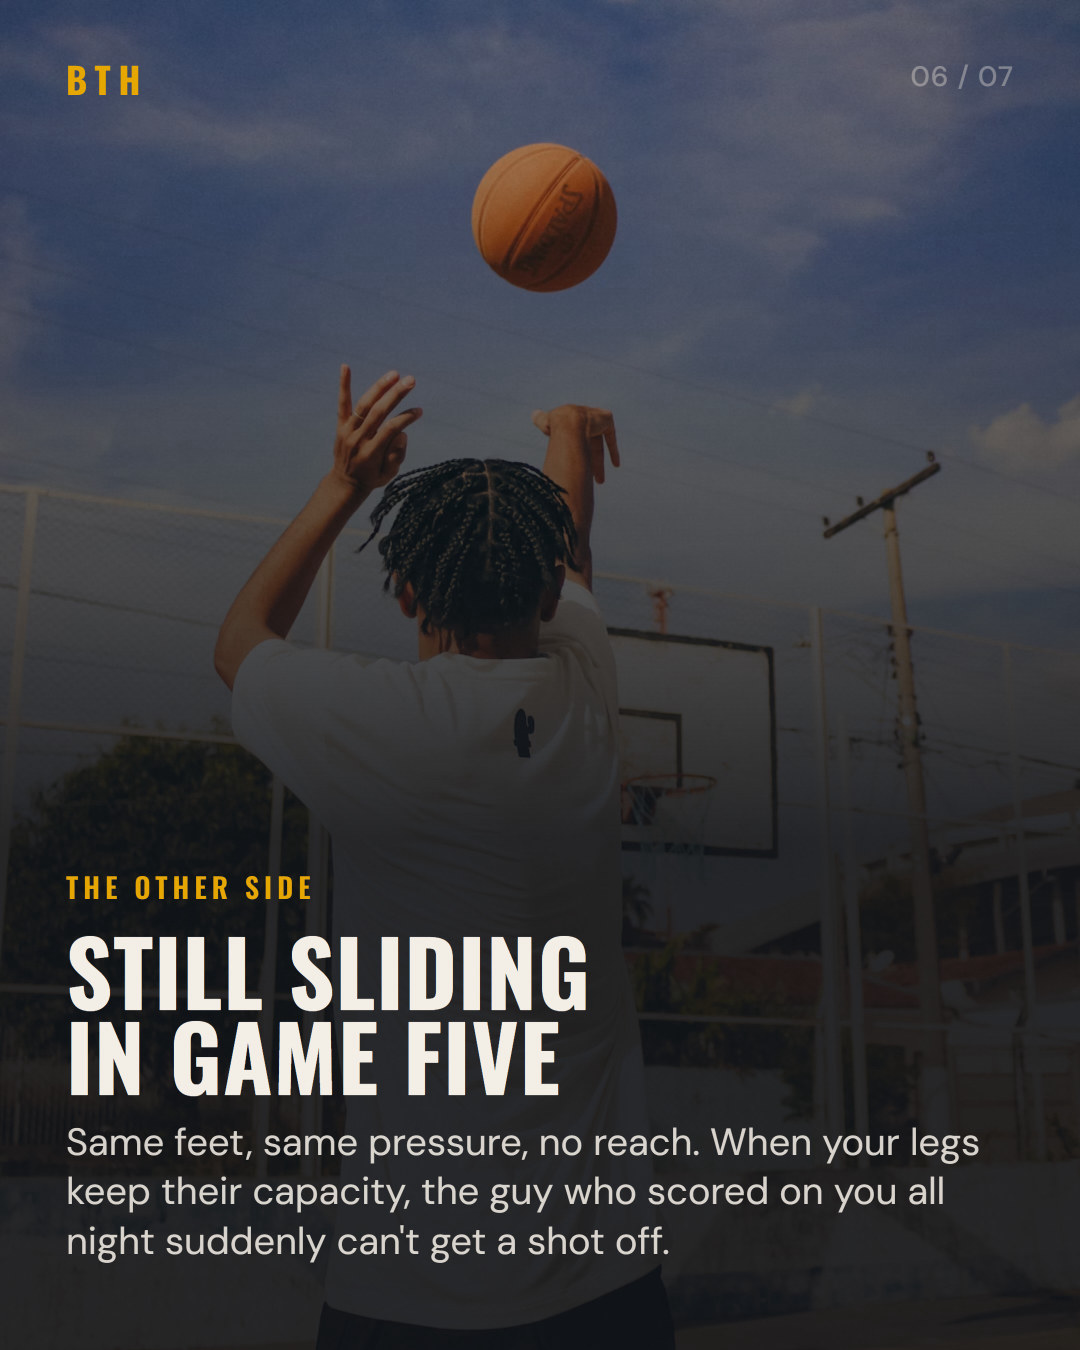 BTH
06 / 07
SPALDING
THE OTHER SIDE
STILL SLIDING
IN GAME FIVE
Same feet, same pressure, no reach. When your legs
keep their capacity, the guy who scored on you all
night suddenly can't get a shot off.